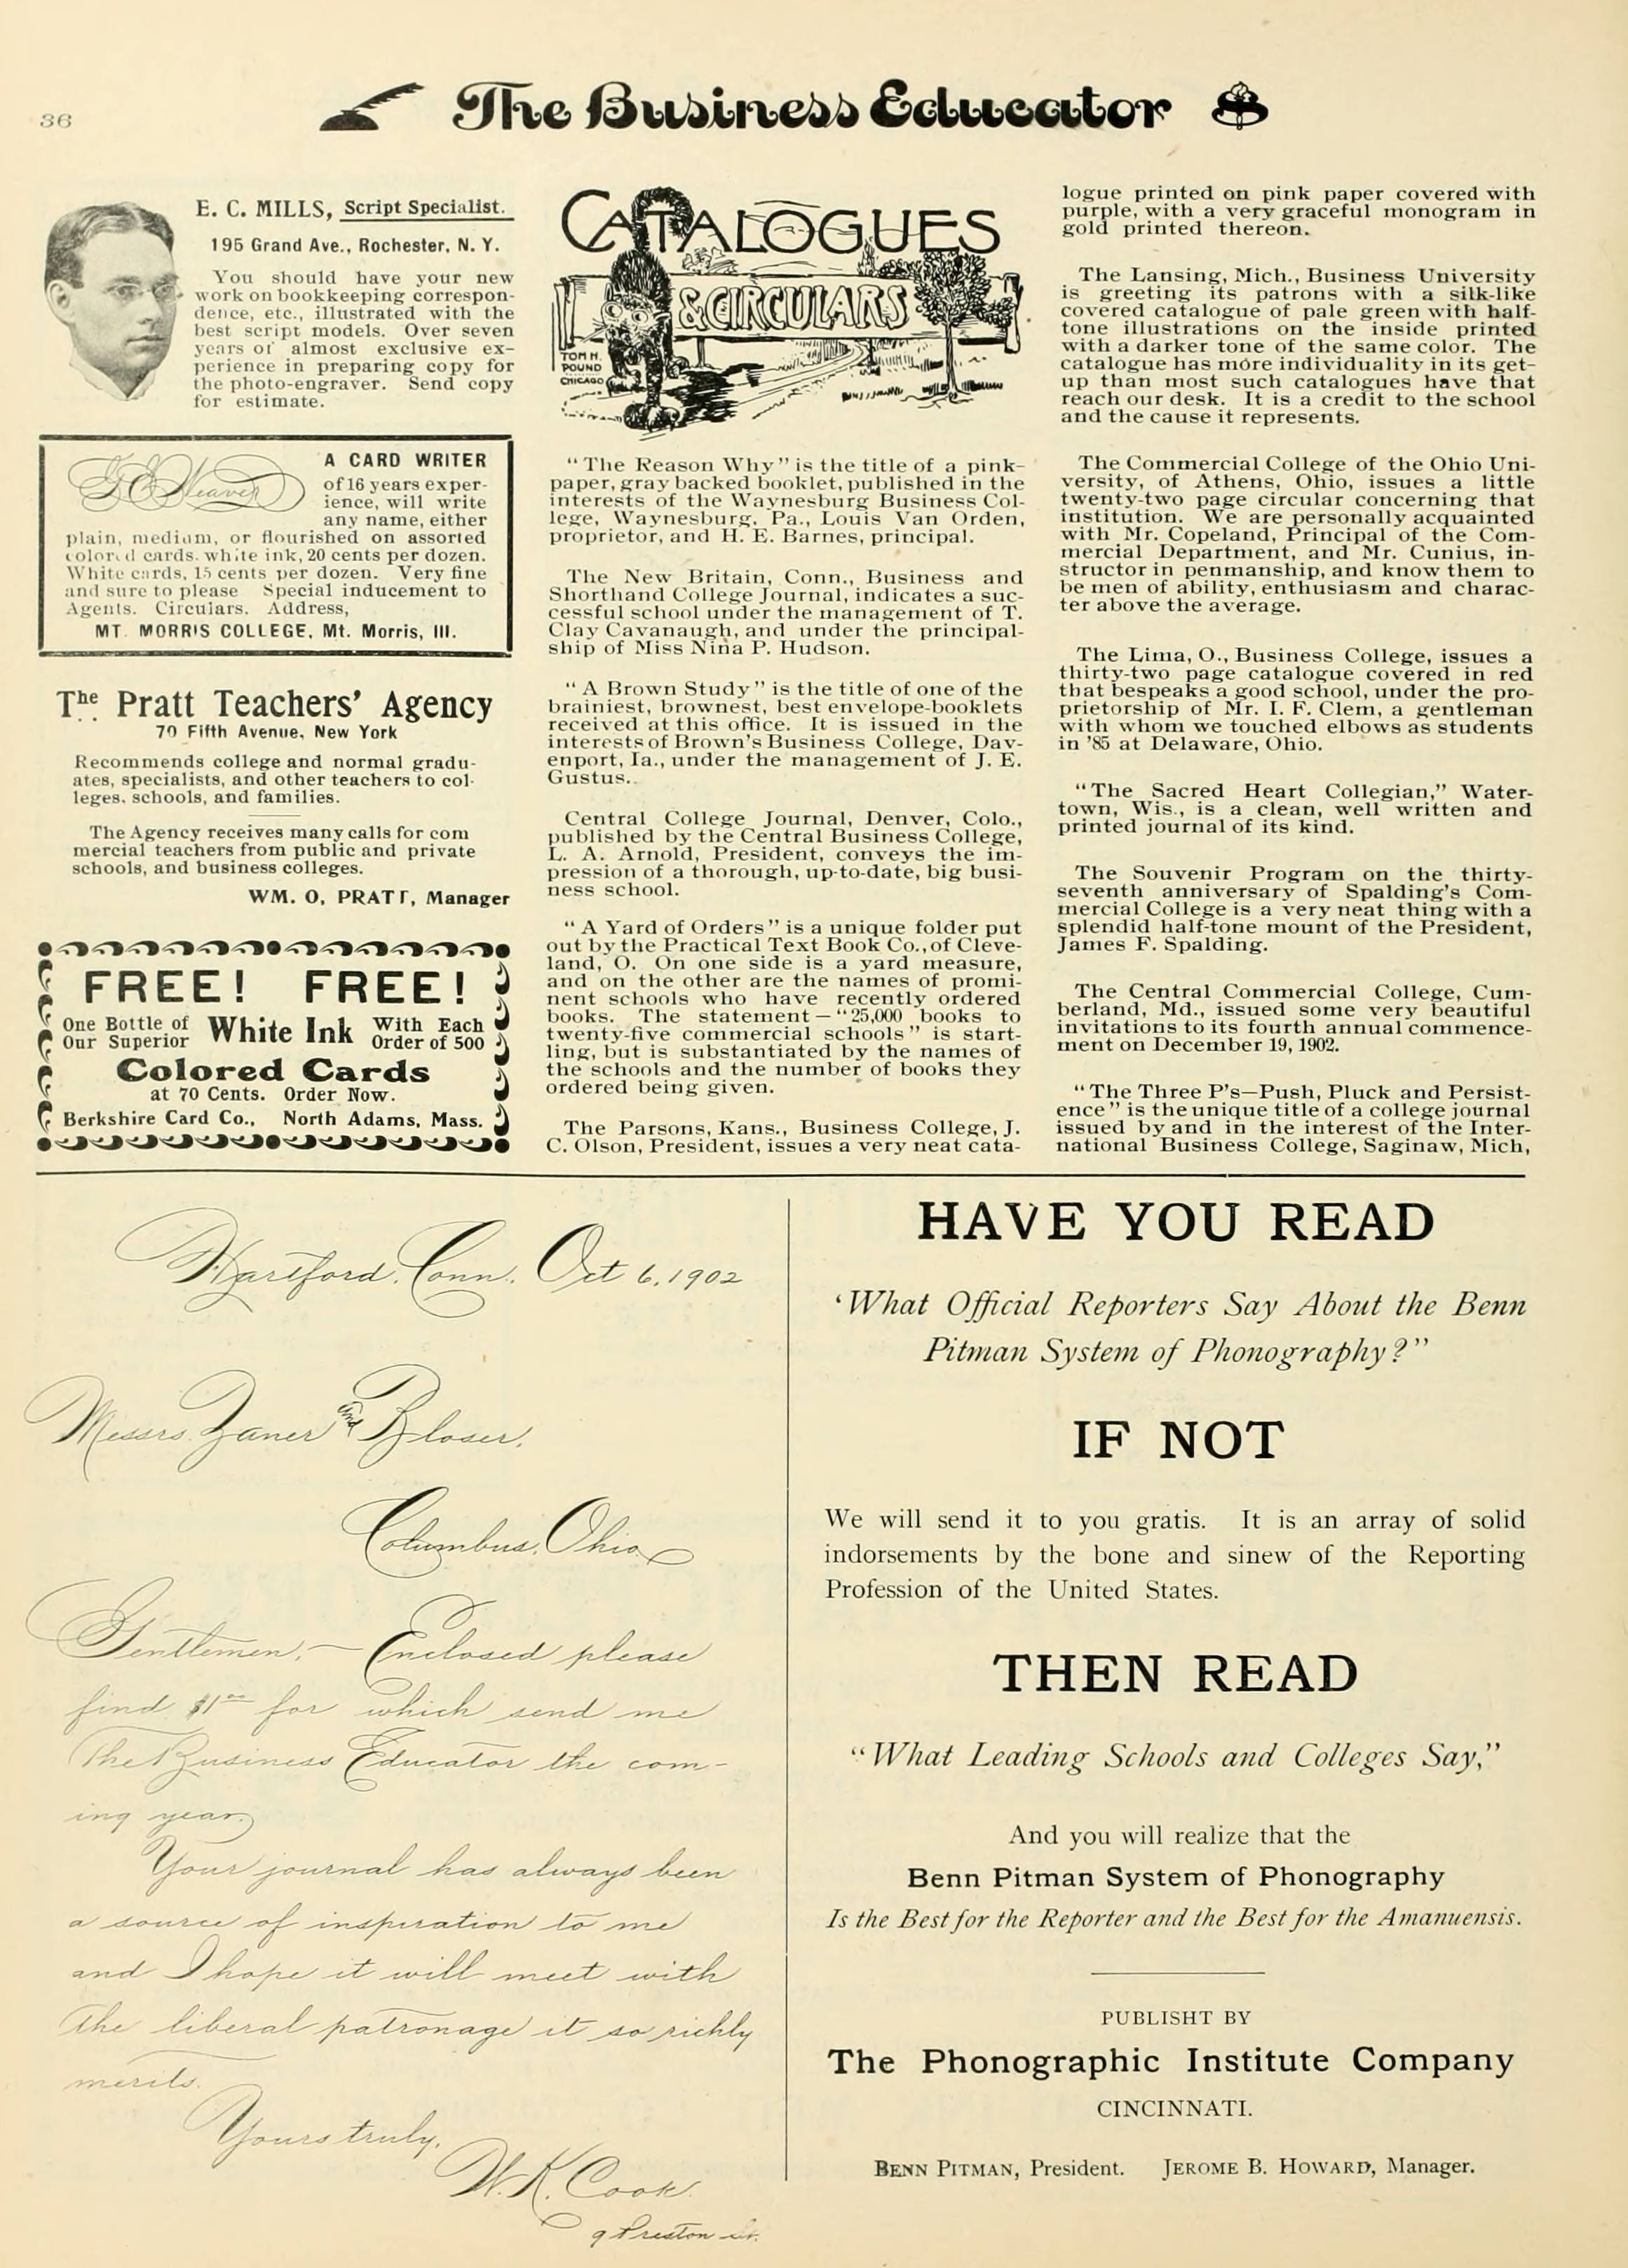 36
The Business Educator
E. C. MILLS, Script Specialist.
195 Grand Ave., Rochester, N. Y.
You should have your new
work on bookkeeping correspon-
dence, etc., illustrated with the
best script models. Over seven
years of almost exclusive ex-
perience in preparing copy for
the photo-engraver. Send copy
for estimate.
A CARD WRITER
of 16 years exper-
ience, will write
any name, either
plain, medium, or flourished on assorted
colored cards. white ink, 20 cents per dozen.
White cards, 15 cents per dozen. Very fine
and sure to please Special inducement to
Agents. Circulars. Address,
MT. MORRIS COLLEGE, Mt. Morris, Ill.
The Pratt Teachers' Agency
70 Fifth Avenue, New York
Recommends college and normal gradu-
ates, specialists, and other teachers to col-
leges, schools, and families.
The Agency receives many calls for com
mercial teachers from public and private
schools, and business colleges.
WM. O, PRATT, Manager
FREE! FREE!
One Bottle of
Our Superior White Ink With Each
Order of 500
Colored Cards
at 70 Cents. Order Now.
Berkshire Card Co., North Adams, Mass.
CATALOGUES
& CIRCULARS
TOM H.
POUND
CHICAGO
"The Reason Why" is the title of a pink-
paper, gray backed booklet, published in the
interests of the Waynesburg Business Col-
lege, Waynesburg, Pa., Louis Van Orden,
proprietor, and H. E. Barnes, principal.
The New Britain, Conn., Business and
Shorthand College Journal, indicates a suc-
cessful school under the management of T.
Clay Cavanaugh, and under the principal-
ship of Miss Nina P. Hudson.
"A Brown Study" is the title of one of the
brainiest, brownest, best envelope-booklets
received at this office. It is issued in the
interests of Brown's Business College, Dav-
enport, Ia., under the management of J. E.
Gustus.
Central College Journal, Denver, Colo.,
published by the Central Business College,
L. A. Arnold, President, conveys the im-
pression of a thorough, up-to-date, big busi-
ness school.
"A Yard of Orders" is a unique folder put
out by the Practical Text Book Co., of Cleve-
land, O. On one side is a yard measure,
and on the other are the names of promi-
nent schools who have recently ordered
books. The statement—"25,000 books to
twenty-five commercial schools" is start-
ling, but is substantiated by the names of
the schools and the number of books they
ordered being given.
The Parsons, Kans., Business College, J.
C. Olson, President, issues a very neat cata-
logue printed on pink paper covered with
purple, with a very graceful monogram in
gold printed thereon.
The Lansing, Mich., Business University
is greeting its patrons with a silk-like
covered catalogue of pale green with half-
tone illustrations on the inside printed
with a darker tone of the same color. The
catalogue has more individuality in its get-
up than most such catalogues have that
reach our desk. It is a credit to the school
and the cause it represents.
The Commercial College of the Ohio Uni-
versity, of Athens, Ohio, issues a little
twenty-two page circular concerning that
institution. We are personally acquainted
with Mr. Copeland, Principal of the Com-
mercial Department, and Mr. Cunius, in-
structor in penmanship, and know them to
be men of ability, enthusiasm and charac-
ter above the average.
The Lima, O., Business College, issues a
thirty-two page catalogue covered in red
that bespeaks a good school, under the pro-
prietorship of Mr. I. F. Clem, a gentleman
with whom we touched elbows as students
in '85 at Delaware, Ohio.
"The Sacred Heart Collegian," Water-
town, Wis., is a clean, well written and
printed journal of its kind.
The Souvenir Program on the thirty-
seventh anniversary of Spalding's Com-
mercial College is a very neat thing with a
splendid half-tone mount of the President,
James F. Spalding.
The Central Commercial College, Cum-
berland, Md., issued some very beautiful
invitations to its fourth annual commence-
ment on December 19, 1902.
"The Three P's—Push, Pluck and Persist-
ence" is the unique title of a college journal
issued by and in the interest of the Inter-
national Business College, Saginaw, Mich,
Hartford, Conn. Oct 6, 1902
Messrs. Zaner and Bloser,
Columbus, Ohio
Gentlemen,— Enclosed please
find $1.00 for which send me
The Business Educator the com-
ing year.
Your journal has always been
a source of inspiration to me
and I hope it will meet with
the liberal patronage it so richly
merits.
Yours truly,
W. K. Cook.
9 Preston St.
HAVE YOU READ
'What Official Reporters Say About the Benn
Pitman System of Phonography?"
IF NOT
We will send it to you gratis. It is an array of solid
indorsements by the bone and sinew of the Reporting
Profession of the United States.
THEN READ
"What Leading Schools and Colleges Say,"
And you will realize that the
Benn Pitman System of Phonography
Is the Best for the Reporter and the Best for the Amanuensis.
PUBLISHT BY
The Phonographic Institute Company
CINCINNATI.
BENN PITMAN, President. JEROME B. HOWARD, Manager.